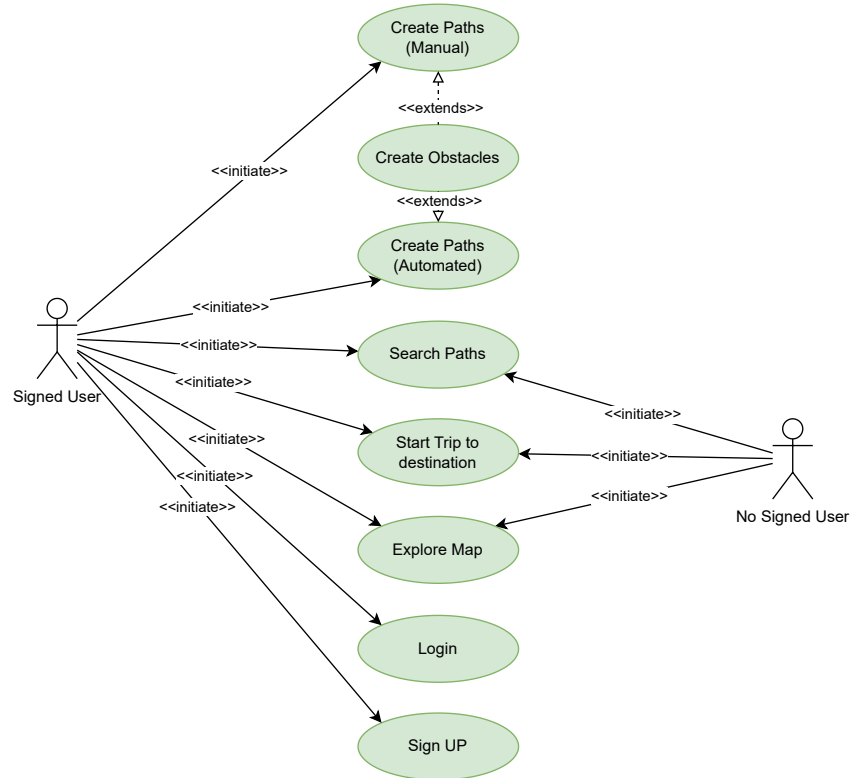 Create Paths
(Manual)
<<extends>>
Create Obstacles
<<initiate>>
<<extends>>
Create Paths
(Automated)
<<initiate>>
<<initiate>>
Search Paths
<<initiate>>
Signed User
<<initiate>>
<<initiate>>
Start Trip to
destination
<<initiate>>
<<initiate>>
<<initiate>>
<<initiate>>
No Signed User
Explore Map
Login
Sign UP